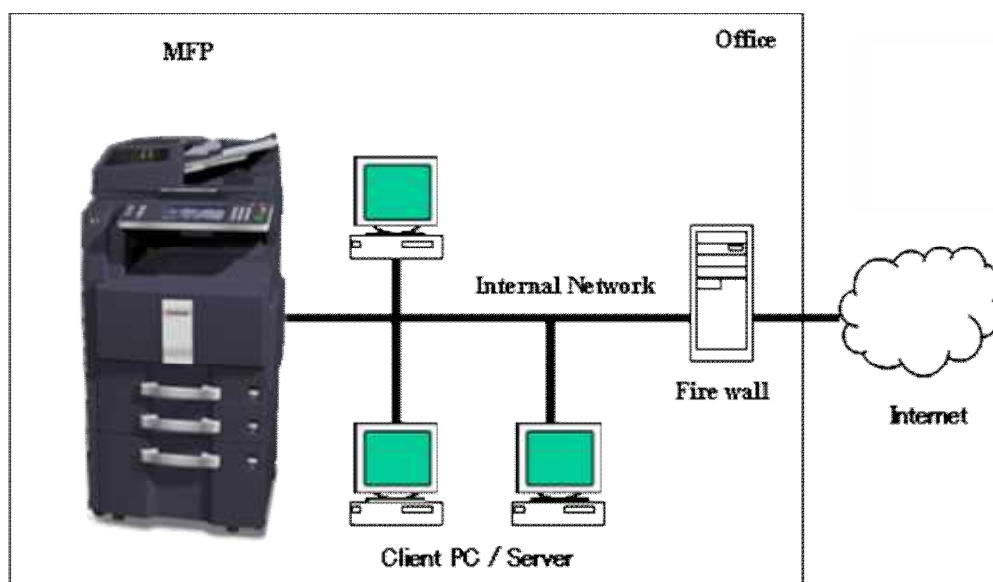 MFP
Office
Internal Network
Fire wall
Internet
Client PC / Server